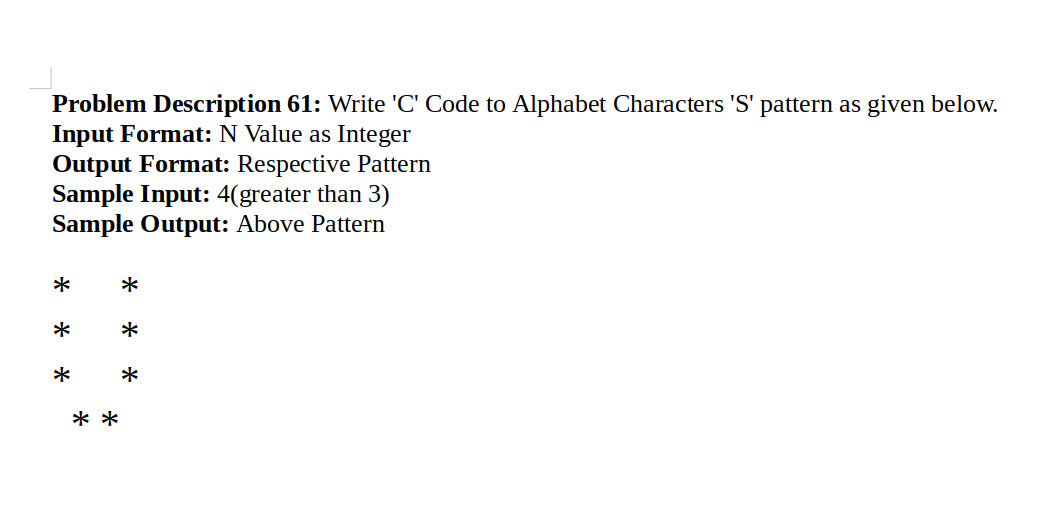 Problem Description 61: Write 'C' Code to Alphabet Characters 'S' pattern as given below.
Input Format: N Value as Integer
Output Format: Respective Pattern
Sample Input: 4(greater than 3)
Sample Output: Above Pattern
*     *
*     *
*     *
  * *